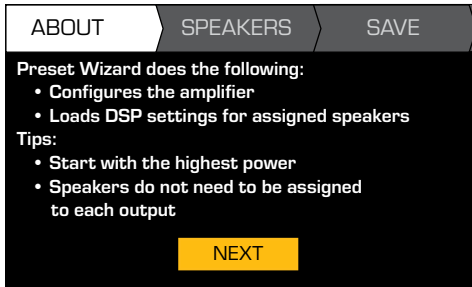 ABOUT
SPEAKERS
SAVE
Preset Wizard does the following:
• Configures the amplifier
• Loads DSP settings for assigned speakers
Tips:
• Start with the highest power
• Speakers do not need to be assigned
to each output
NEXT